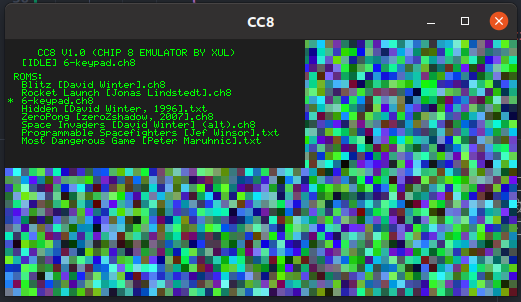 CC8
CC8 V1.0 (CHIP 8 EMULATOR BY XUL)
[IDLE] 6-keypad.ch8
ROMS:
Blitz [David Winter].ch8
Rocket Launch [Jonas Lindstedt].ch8
* 6-keypad.ch8
Hidden [David Winter, 1996].txt
ZeroPong [zeroZshadow, 2007].ch8
Space Invaders [David Winter] (alt).ch8
Programmable Spacefighters [Jef Winsor].txt
Most Dangerous Game [Peter Maruhnic].txt